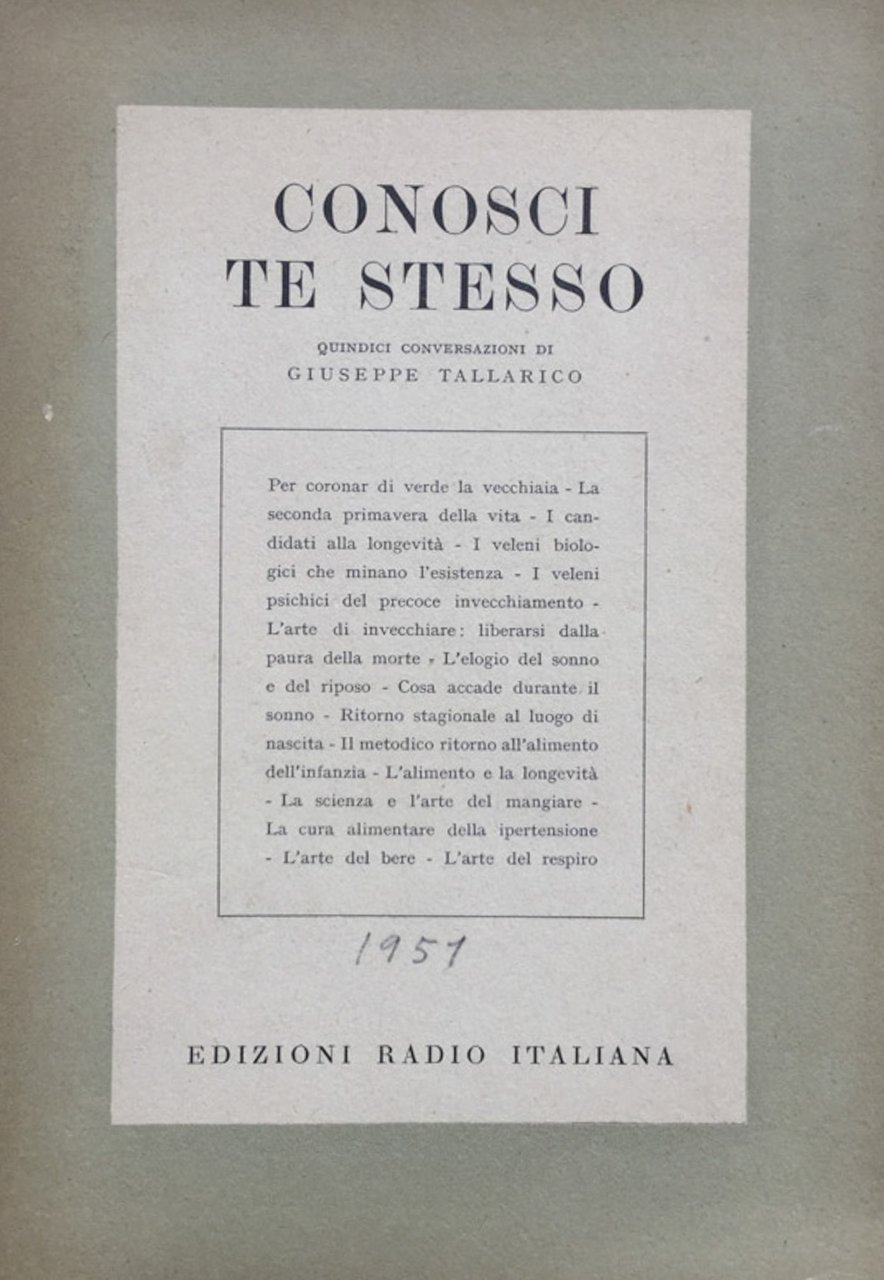 CONOSCI
TE STESSO
QUINDICI CONVERSAZIONI DI
GIUSEPPE TALLARICO
Per coronar di verde la vecchiaia - La
seconda primavera della vita - I can-
didati alla longevità - I veleni biolo-
gici che minano l'esistenza - I veleni
psichici del precoce invecchiamento -
L'arte di invecchiare: liberarsi dalla
paura della morte - L'elogio del sonno
e del riposo - Cosa accade durante il
sonno - Ritorno stagionale al luogo di
nascita - Il metodico ritorno all'alimento
dell'infanzia - L'alimento e la longevità
- La scienza e l'arte del mangiare -
La cura alimentare della ipertensione
- L'arte del bere - L'arte del respiro
1951
EDIZIONI RADIO ITALIANA